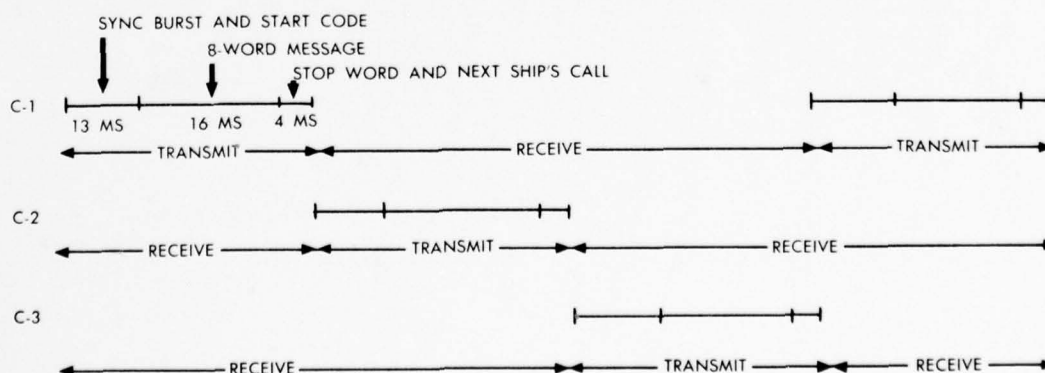 SYNC BURST AND START CODE
8-WORD MESSAGE
STOP WORD AND NEXT SHIP'S CALL
C-1
13 MS 16 MS 4 MS
TRANSMIT RECEIVE TRANSMIT
C-2
RECEIVE TRANSMIT RECEIVE
C-3
RECEIVE TRANSMIT RECEIVE